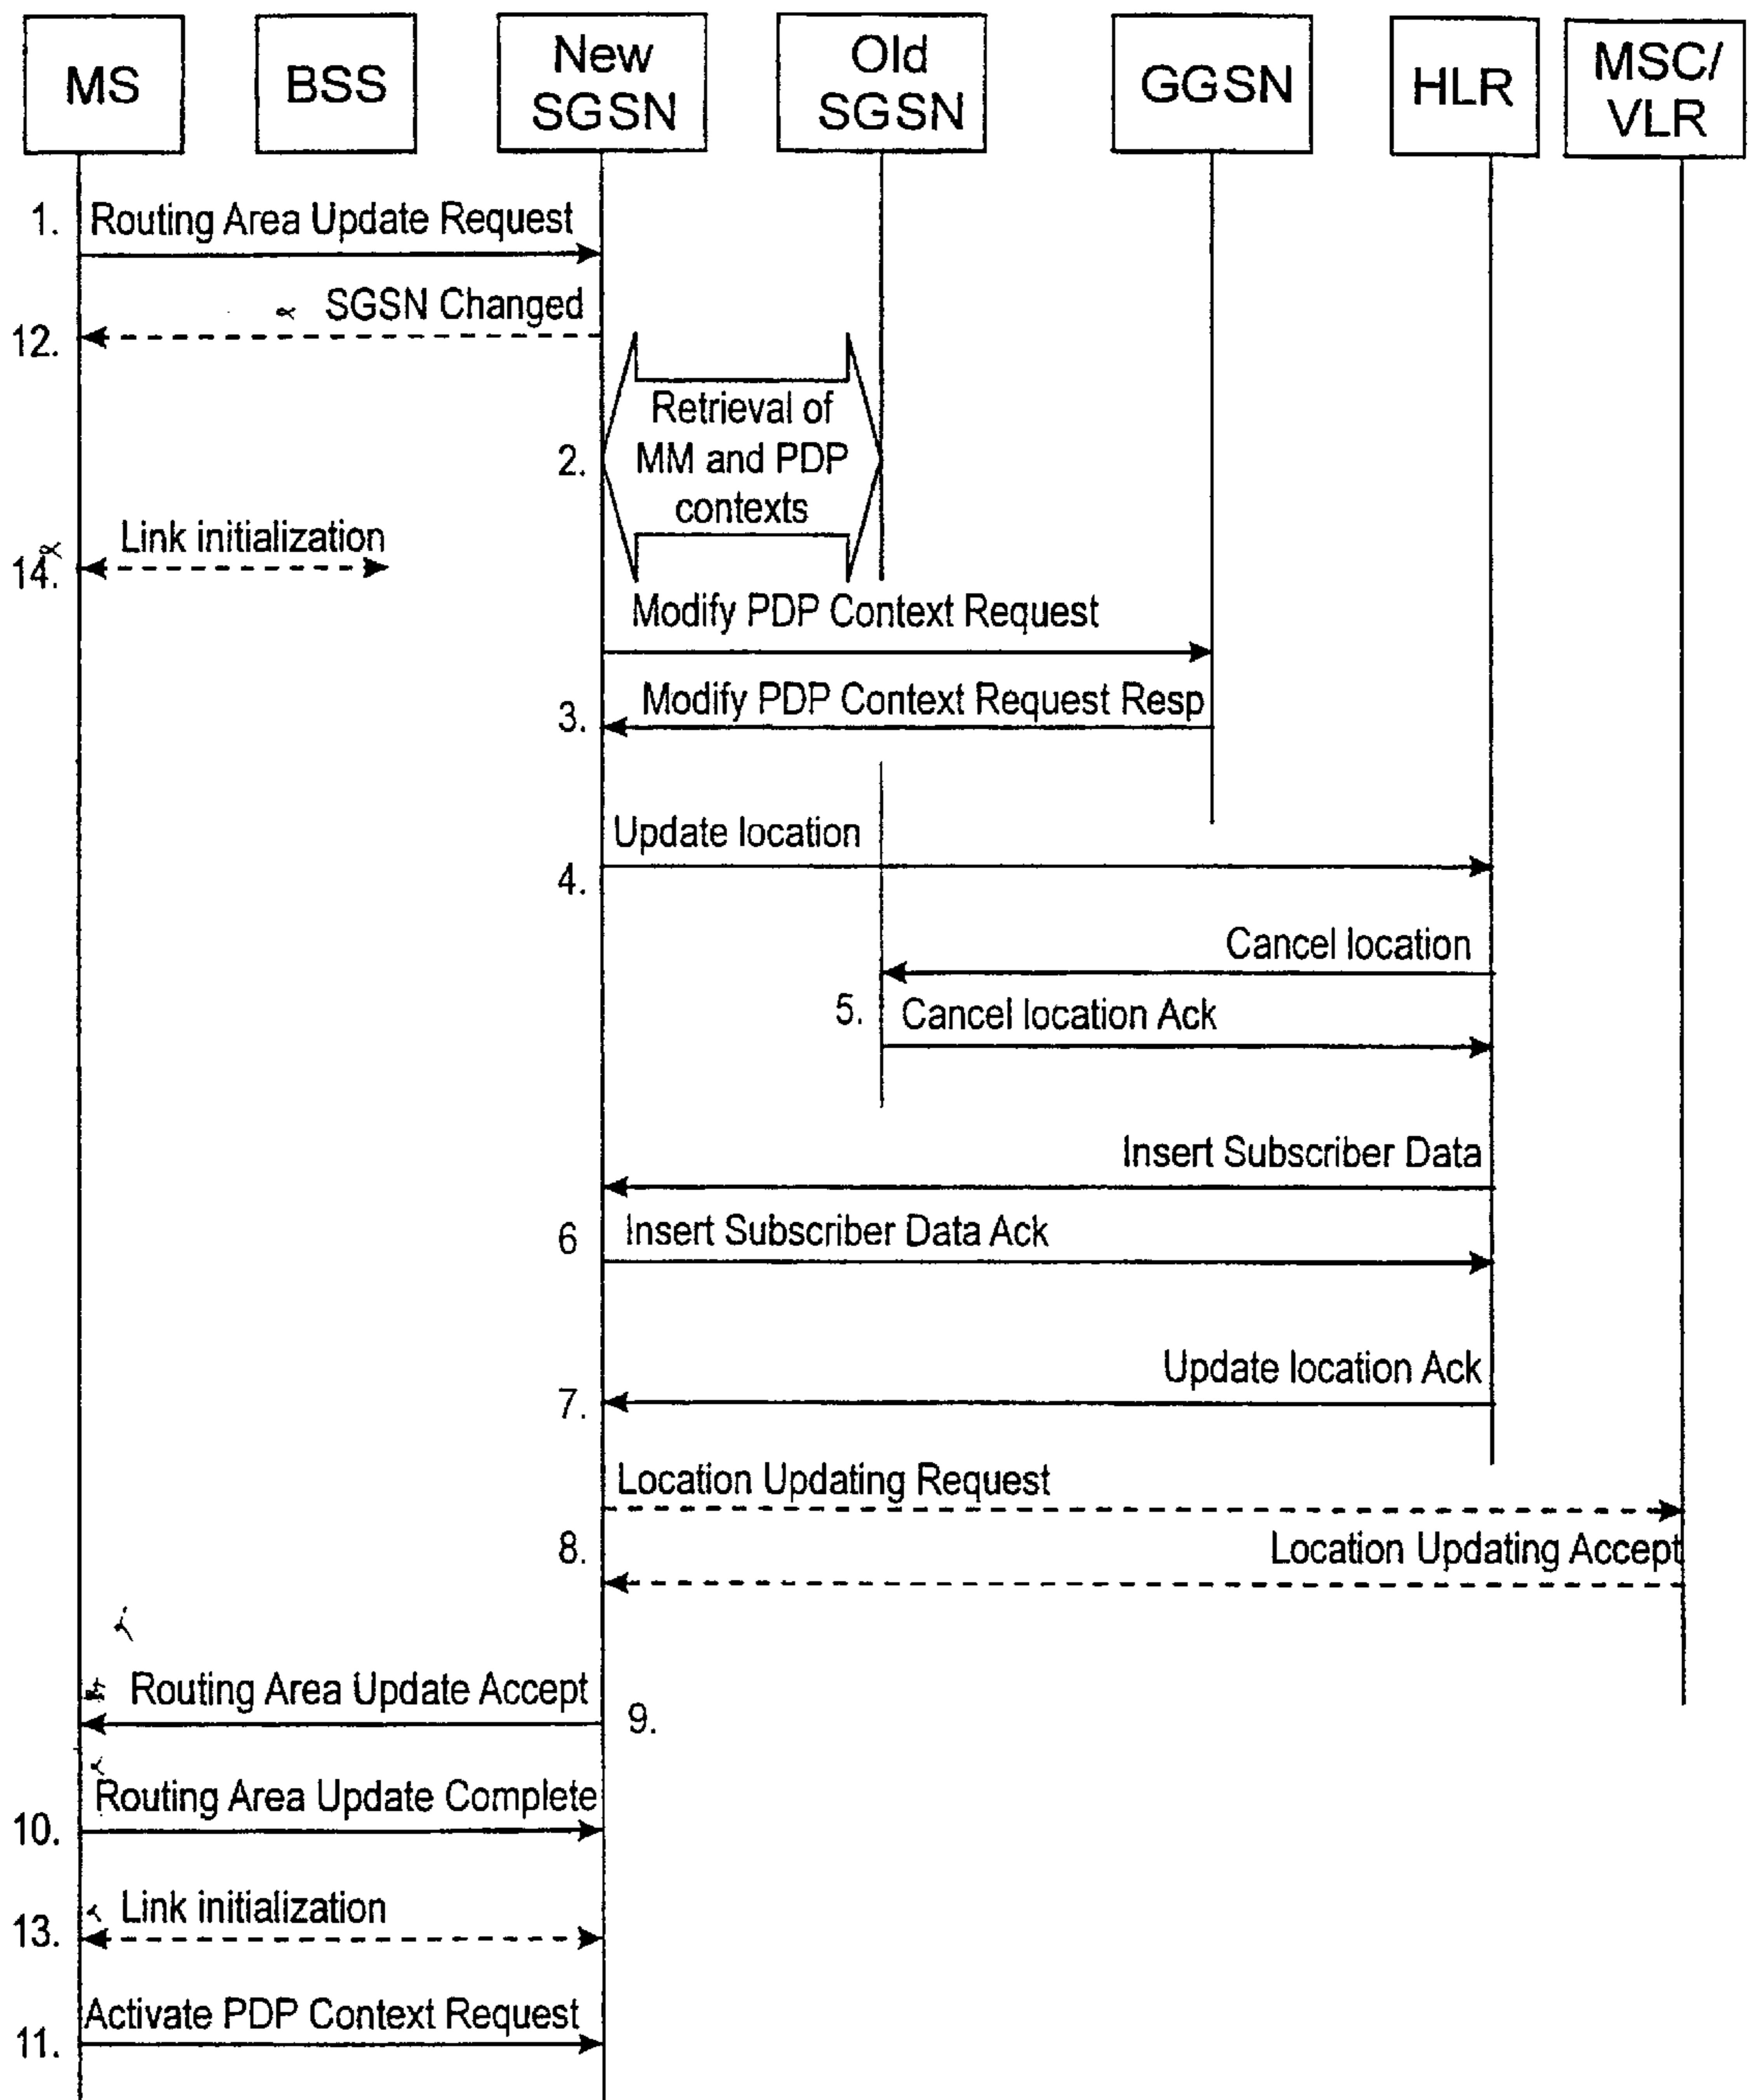 MS
BSS
New
SGSN
Old
SGSN
GGSN
HLR
MSC/
VLR
1. Routing Area Update Request
SGSN Changed
12.
Retrieval of
2. MM and PDP
contexts
Link initialization
14.
Modify PDP Context Request
Modify PDP Context Request Resp
3.
Update location
4.
Cancel location
5. Cancel location Ack
Insert Subscriber Data
6 Insert Subscriber Data Ack
Update location Ack
7.
Location Updating Request
8. Location Updating Accept
Routing Area Update Accept
9.
Routing Area Update Complete
10.
Link initialization
13.
Activate PDP Context Request
11.